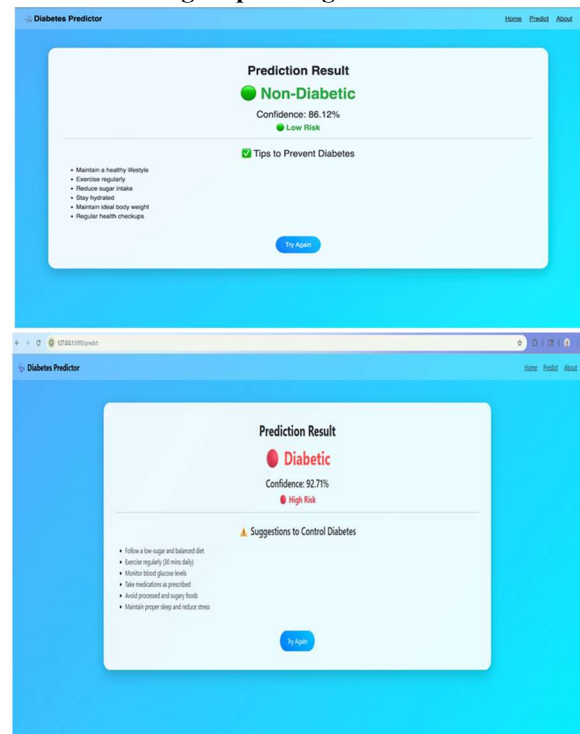 Diabetes Predictor Home Predict About
Prediction Result
Non-Diabetic
Confidence: 86.12%
Low Risk
Tips to Prevent Diabetes
Maintain a healthy lifestyle
Exercise regularly
Reduce sugar intake
Stay hydrated
Maintain ideal body weight
Regular health checkups
Try Again
127.0.0.1:5000/predict
Diabetes Predictor Home Predict About
Prediction Result
Diabetic
Confidence: 92.71%
High Risk
Suggestions to Control Diabetes
Follow a low-sugar and balanced diet
Exercise regularly (30 mins daily)
Monitor blood glucose levels
Take medications as prescribed
Avoid processed and sugary foods
Maintain proper sleep and reduce stress
Try Again